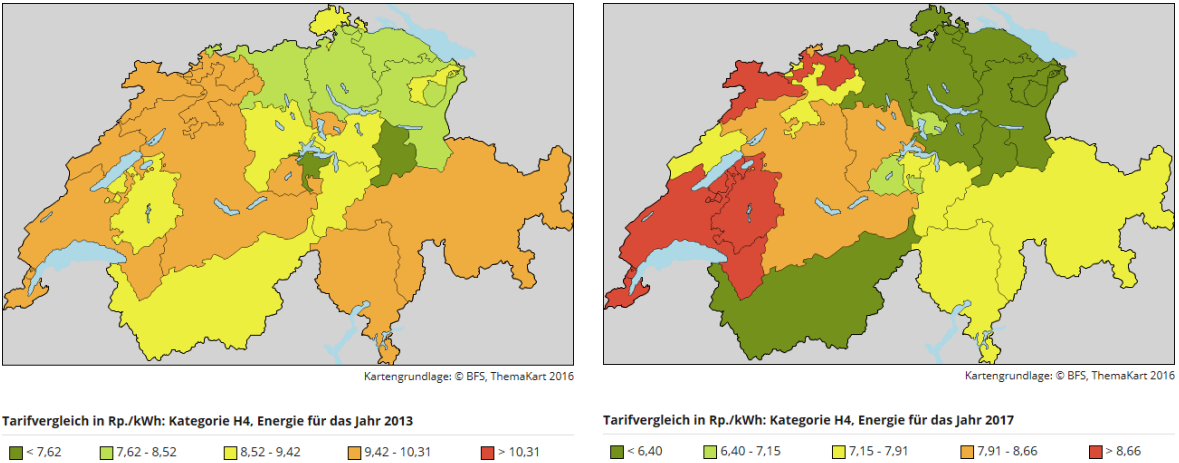 Kartengrundlage: © BFS, ThemaKart 2016
Tarifvergleich in Rp./kWh: Kategorie H4, Energie für das Jahr 2013
< 7,62 7,62 - 8,52 8,52 - 9,42 9,42 - 10,31 > 10,31
Kartengrundlage: © BFS, ThemaKart 2016
Tarifvergleich in Rp./kWh: Kategorie H4, Energie für das Jahr 2017
< 6,40 6,40 - 7,15 7,15 - 7,91 7,91 - 8,66 > 8,66